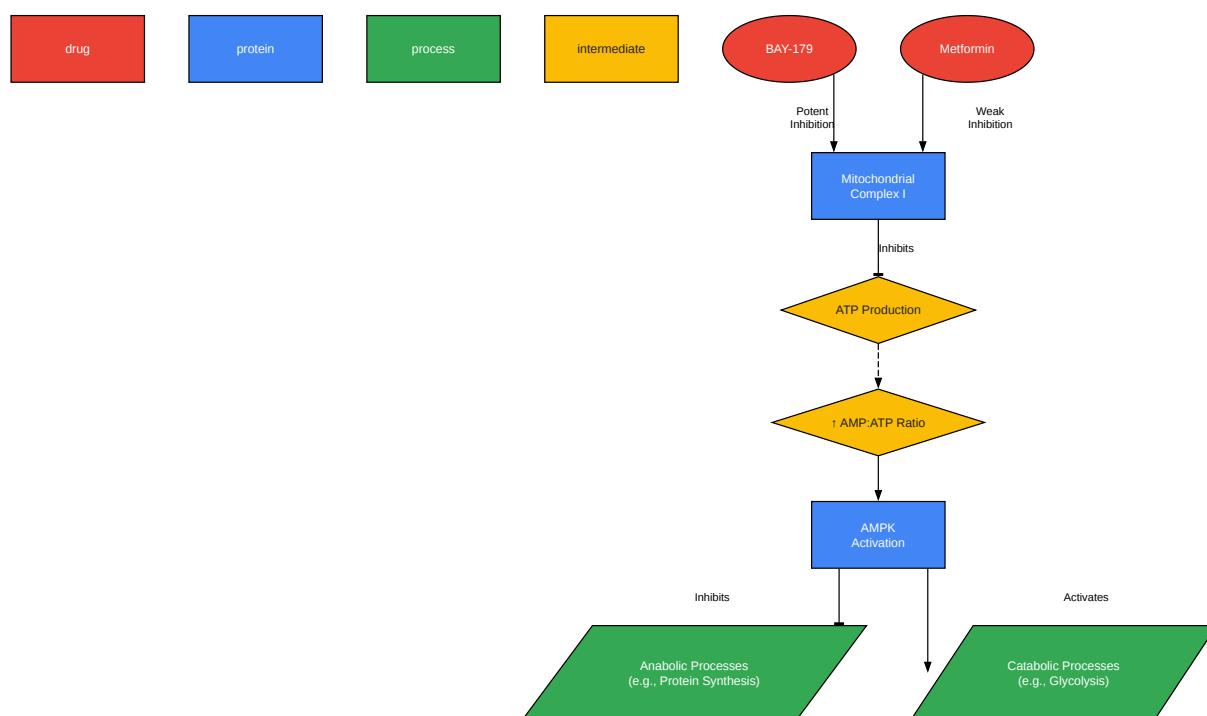 drug
protein
process
intermediate
BAY-179
Metformin
Potent
Inhibition
Weak
Inhibition
Mitochondrial
Complex I
Inhibits
ATP Production
↑ AMP:ATP Ratio
AMPK
Activation
Inhibits
Activates
Anabolic Processes
(e.g., Protein Synthesis)
Catabolic Processes
(e.g., Glycolysis)